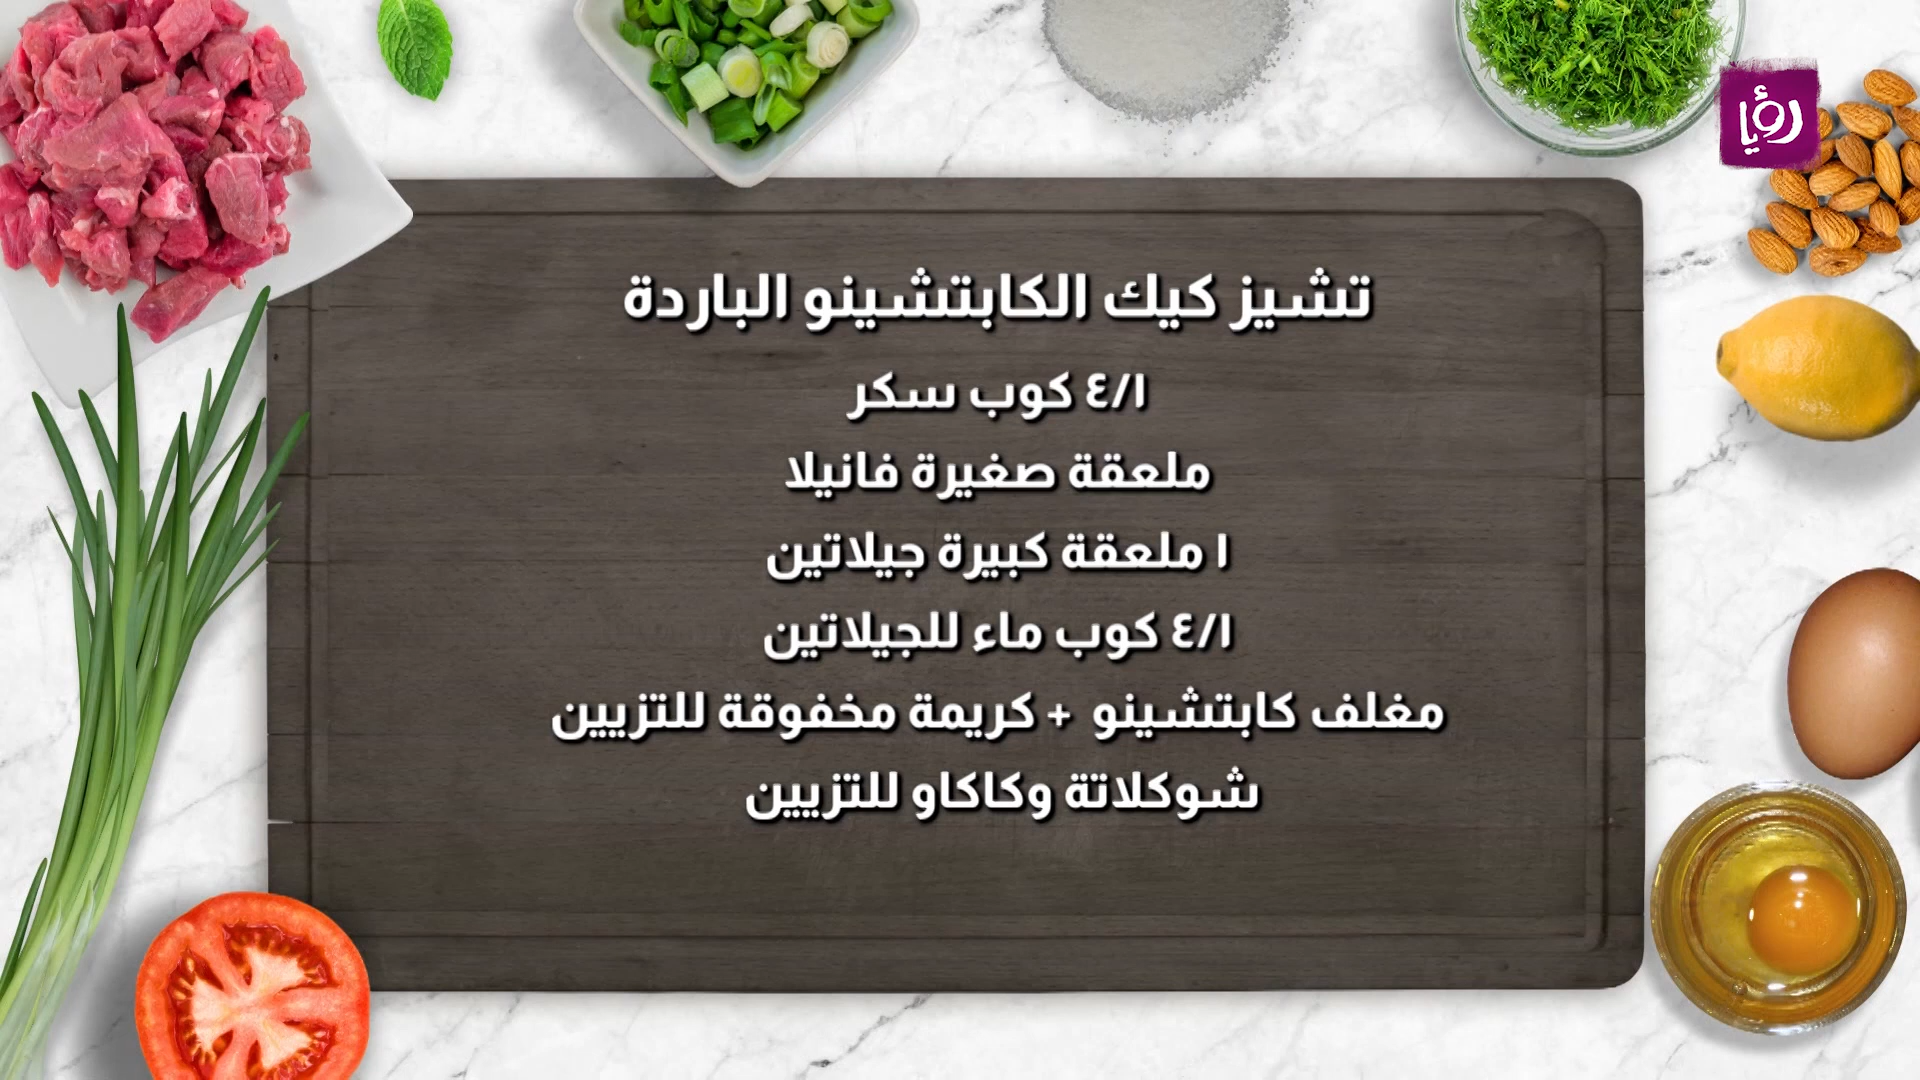 رؤيا
تشيز كيك الكابتشينو الباردة
٤/١ كوب سكر
ملعقة صغيرة فانيلا
١ ملعقة كبيرة جيلاتين
٤/١ كوب ماء للجيلاتين
مغلف كابتشينو + كريمة مخفوقة للتزيين
شوكلاتة وكاكاو للتزيين